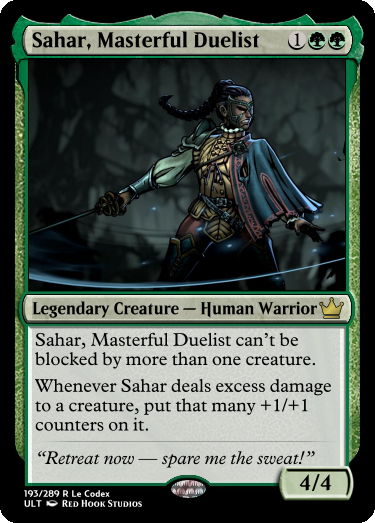 Sahar, Masterful Duelist 1
Legendary Creature — Human Warrior
Sahar, Masterful Duelist can't be
blocked by more than one creature.
Whenever Sahar deals excess damage
to a creature, put that many +1/+1
counters on it.
“Retreat now — spare me the sweat!”
4/4
193/289 R Le Codex
ULT Red Hook Studios